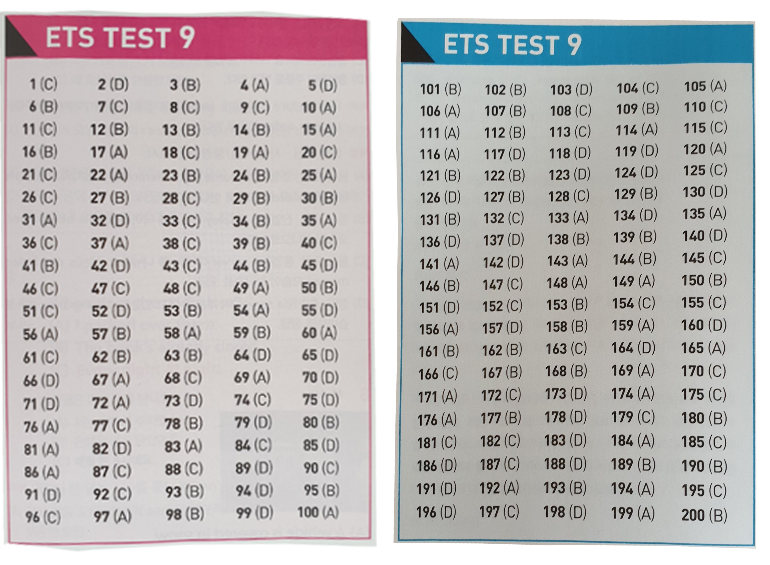 ETS TEST 9
1 (C) 2 (D) 3 (B) 4 (A) 5 (D)
6 (B) 7 (C) 8 (C) 9 (C) 10 (A)
11 (C) 12 (B) 13 (B) 14 (B) 15 (A)
16 (B) 17 (A) 18 (C) 19 (A) 20 (C)
21 (C) 22 (A) 23 (B) 24 (B) 25 (A)
26 (C) 27 (B) 28 (C) 29 (B) 30 (B)
31 (A) 32 (D) 33 (C) 34 (B) 35 (A)
36 (C) 37 (A) 38 (C) 39 (B) 40 (C)
41 (B) 42 (D) 43 (C) 44 (B) 45 (D)
46 (C) 47 (C) 48 (C) 49 (A) 50 (B)
51 (C) 52 (D) 53 (B) 54 (A) 55 (D)
56 (A) 57 (B) 58 (A) 59 (B) 60 (A)
61 (C) 62 (B) 63 (B) 64 (D) 65 (D)
66 (D) 67 (A) 68 (C) 69 (A) 70 (D)
71 (D) 72 (A) 73 (D) 74 (C) 75 (D)
76 (A) 77 (C) 78 (B) 79 (D) 80 (B)
81 (A) 82 (D) 83 (A) 84 (C) 85 (D)
86 (A) 87 (C) 88 (C) 89 (D) 90 (C)
91 (D) 92 (C) 93 (B) 94 (D) 95 (B)
96 (C) 97 (A) 98 (B) 99 (D) 100 (A)
ETS TEST 9
101 (B) 102 (B) 103 (D) 104 (C) 105 (A)
106 (A) 107 (B) 108 (C) 109 (B) 110 (C)
111 (A) 112 (B) 113 (C) 114 (A) 115 (C)
116 (A) 117 (D) 118 (D) 119 (D) 120 (A)
121 (B) 122 (B) 123 (D) 124 (D) 125 (C)
126 (D) 127 (B) 128 (C) 129 (B) 130 (D)
131 (B) 132 (C) 133 (A) 134 (D) 135 (A)
136 (D) 137 (D) 138 (B) 139 (B) 140 (D)
141 (A) 142 (D) 143 (A) 144 (B) 145 (C)
146 (B) 147 (C) 148 (A) 149 (A) 150 (B)
151 (D) 152 (C) 153 (B) 154 (C) 155 (C)
156 (A) 157 (D) 158 (B) 159 (A) 160 (D)
161 (B) 162 (B) 163 (C) 164 (D) 165 (A)
166 (C) 167 (B) 168 (B) 169 (A) 170 (C)
171 (A) 172 (C) 173 (D) 174 (A) 175 (C)
176 (A) 177 (B) 178 (D) 179 (C) 180 (B)
181 (C) 182 (C) 183 (D) 184 (A) 185 (C)
186 (D) 187 (C) 188 (D) 189 (B) 190 (B)
191 (D) 192 (A) 193 (B) 194 (A) 195 (C)
196 (D) 197 (C) 198 (D) 199 (A) 200 (B)